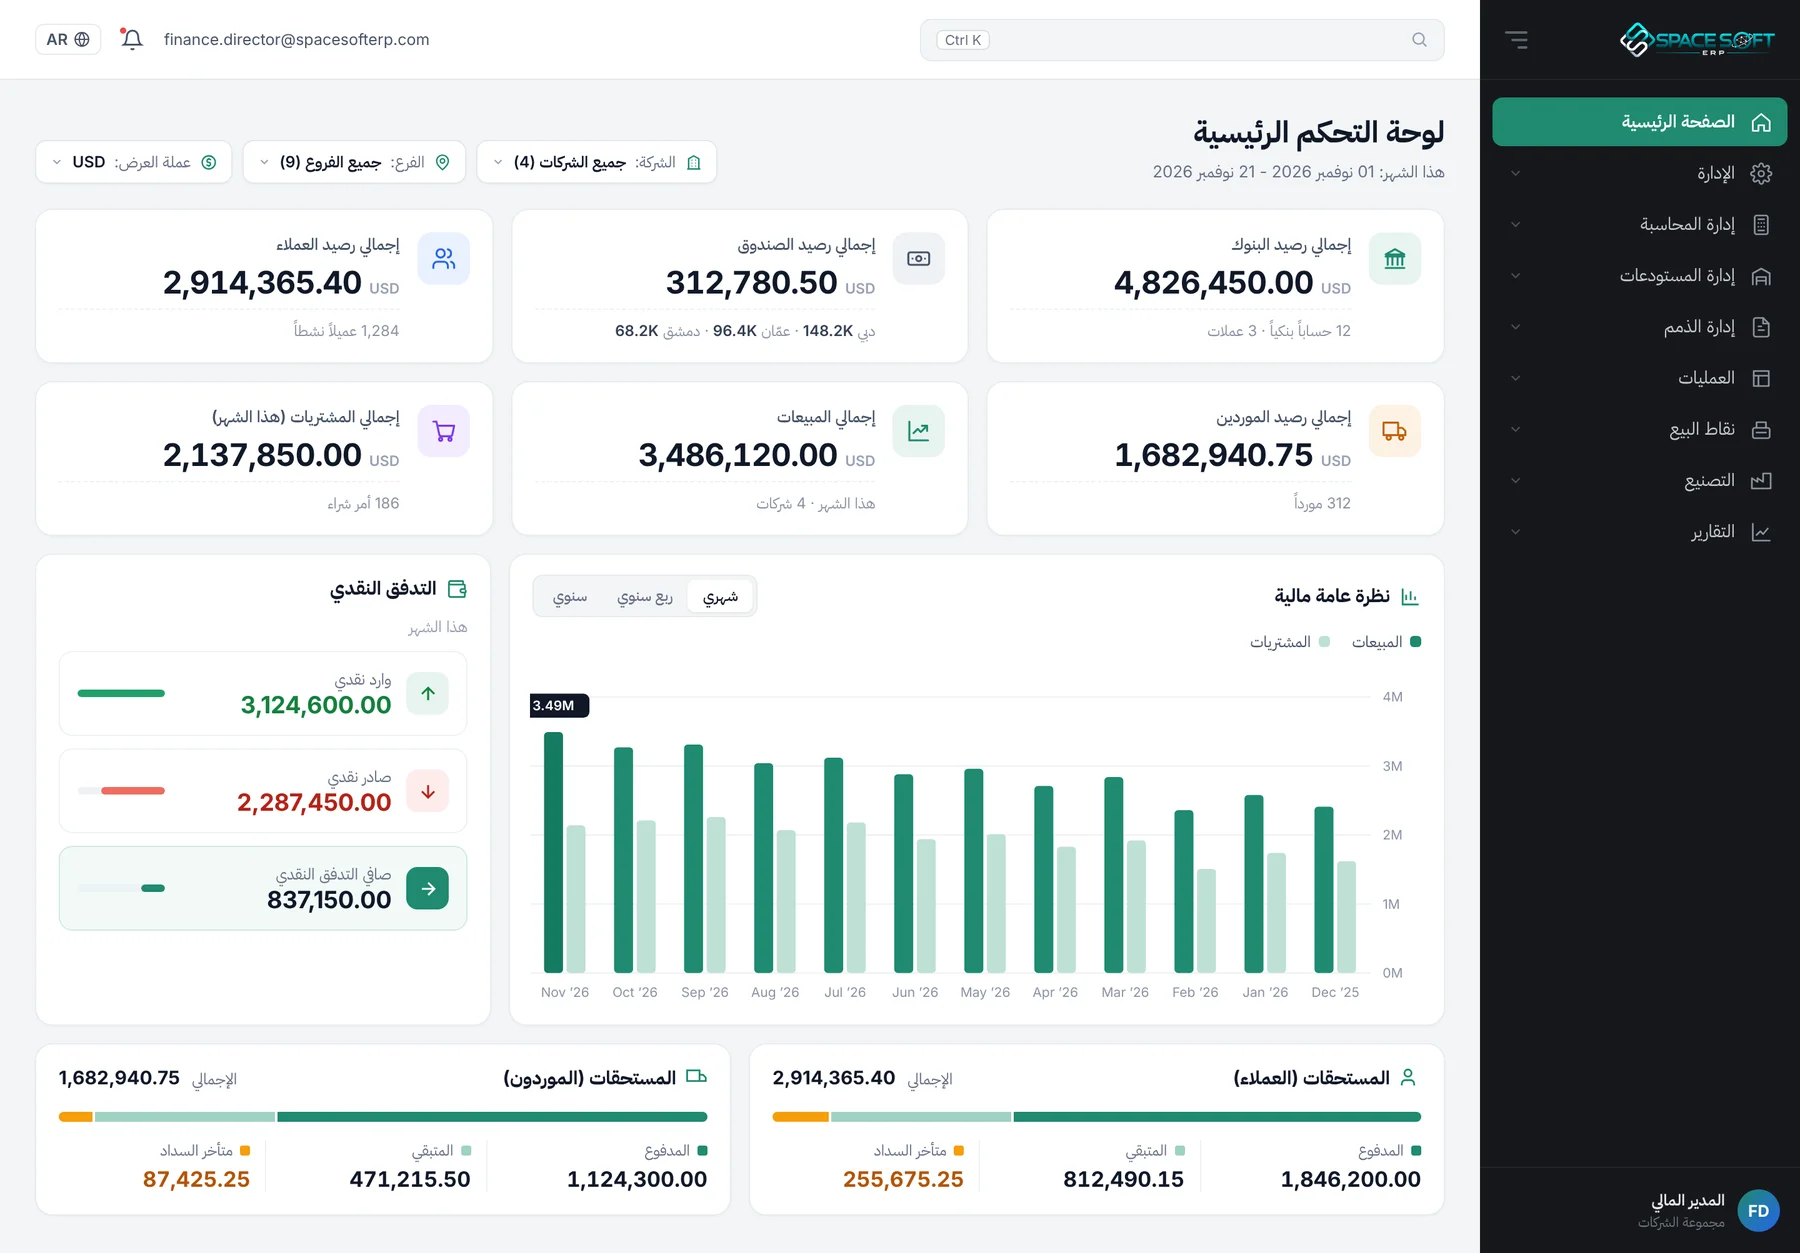 SPACE SOFT
ERP
الصفحة الرئيسية
الإدارة
إدارة المحاسبة
إدارة المستودعات
إدارة الذمم
العمليات
نقاط البيع
التصنيع
التقارير
FD
المدير المالي
مجموعة الشركات
Ctrl K
finance.director@spacesofterp.com
AR
لوحة التحكم الرئيسية
هذا الشهر: 01 نوفمبر 2026 - 21 نوفمبر 2026
الشركة: جميع الشركات (4)
الفرع: جميع الفروع (9)
عملة العرض: USD
إجمالي رصيد البنوك
4,826,450.00 USD
12 حساباً بنكياً · 3 عملات
إجمالي رصيد الصندوق
312,780.50 USD
دبي 148.2K · عمّان 96.4K · دمشق 68.2K
إجمالي رصيد العملاء
2,914,365.40 USD
1,284 عميلاً نشطاً
إجمالي رصيد الموردين
1,682,940.75 USD
312 مورداً
إجمالي المبيعات
3,486,120.00 USD
هذا الشهر · 4 شركات
إجمالي المشتريات (هذا الشهر)
2,137,850.00 USD
186 أمر شراء
نظرة عامة مالية
شهري
ربع سنوي
سنوي
المبيعات
المشتريات
3.49M
4M
3M
2M
1M
0M
Nov ’26 Oct ’26 Sep ’26 Aug ’26 Jul ’26 Jun ’26 May ’26 Apr ’26 Mar ’26 Feb ’26 Jan ’26 Dec ’25
التدفق النقدي
هذا الشهر
وارد نقدي
3,124,600.00
صادر نقدي
2,287,450.00
صافي التدفق النقدي
837,150.00
المستحقات (العملاء)
الإجمالي 2,914,365.40
المدفوع
1,846,200.00
المتبقي
812,490.15
متأخر السداد
255,675.25
المستحقات (الموردون)
الإجمالي 1,682,940.75
المدفوع
1,124,300.00
المتبقي
471,215.50
متأخر السداد
87,425.25